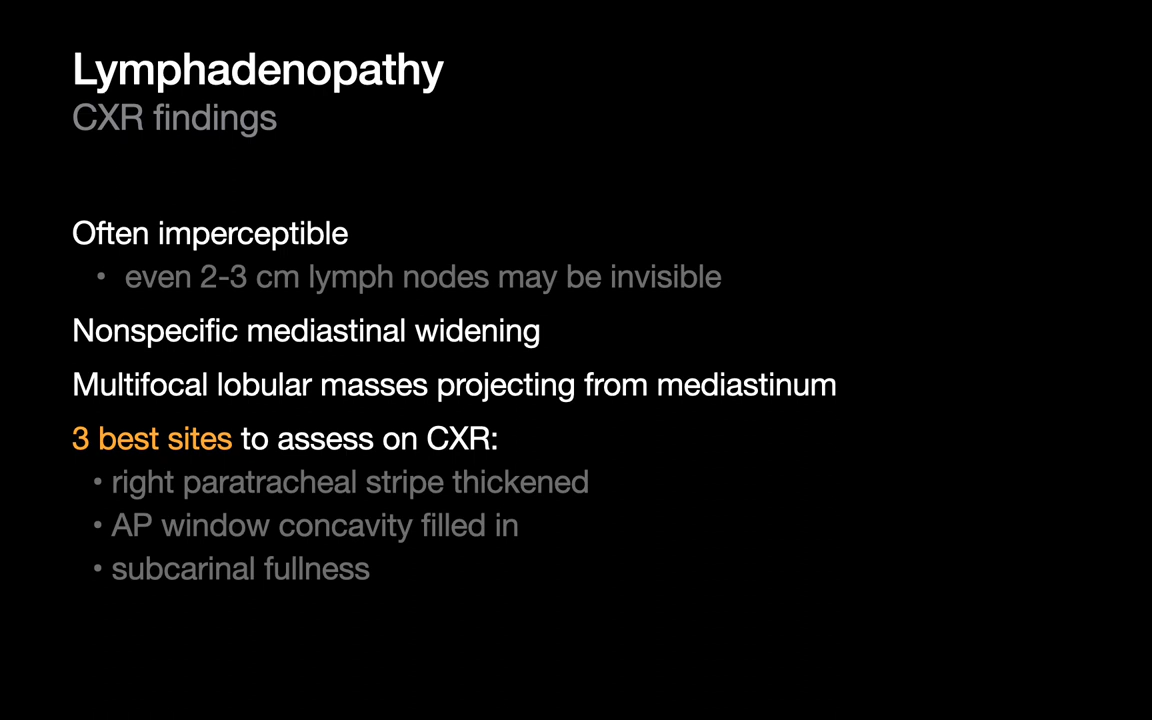 Lymphadenopathy
CXR findings
Often imperceptible
• even 2-3 cm lymph nodes may be invisible
Nonspecific mediastinal widening
Multifocal lobular masses projecting from mediastinum
3 best sites to assess on CXR:
• right paratracheal stripe thickened
• AP window concavity filled in
• subcarinal fullness